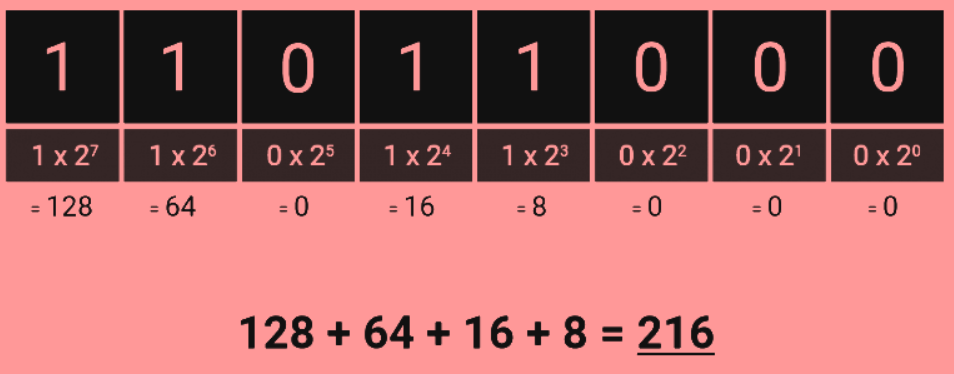 1 1 0 1 1 0 0 0
1 x 2⁷ 1 x 2⁶ 0 x 2⁵ 1 x 2⁴ 1 x 2³ 0 x 2² 0 x 2¹ 0 x 2⁰
= 128 = 64 = 0 = 16 = 8 = 0 = 0 = 0
128 + 64 + 16 + 8 = 216